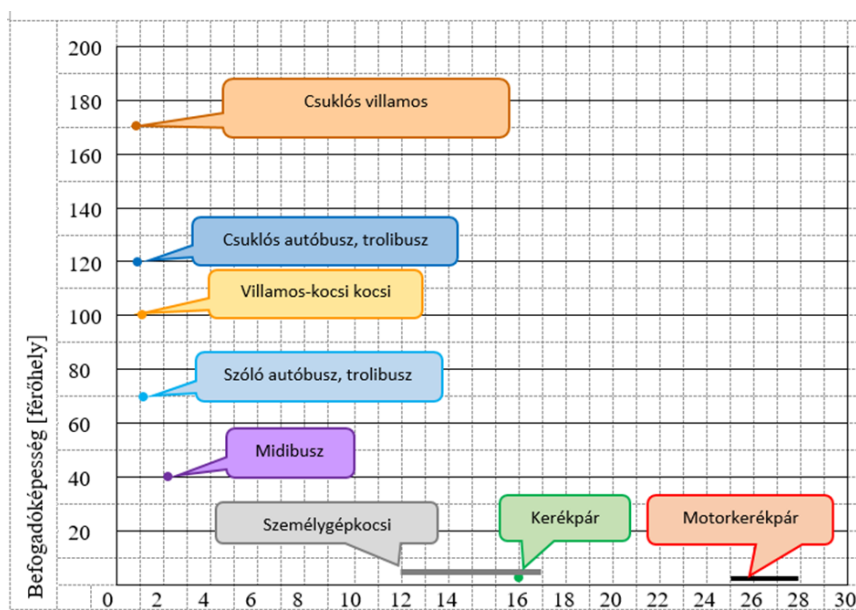 200
180
Csuklós villamos
160
140
Csuklós autóbusz, trolibusz
120
Villamos-kocsi kocsi
100
80
Szóló autóbusz, trolibusz
60
Midibusz
40
20
Személygépkocsi
Kerékpár
Motorkerékpár
Befogadóképesség [férőhely]
0 2 4 6 8 10 12 14 16 18 20 22 24 26 28 30